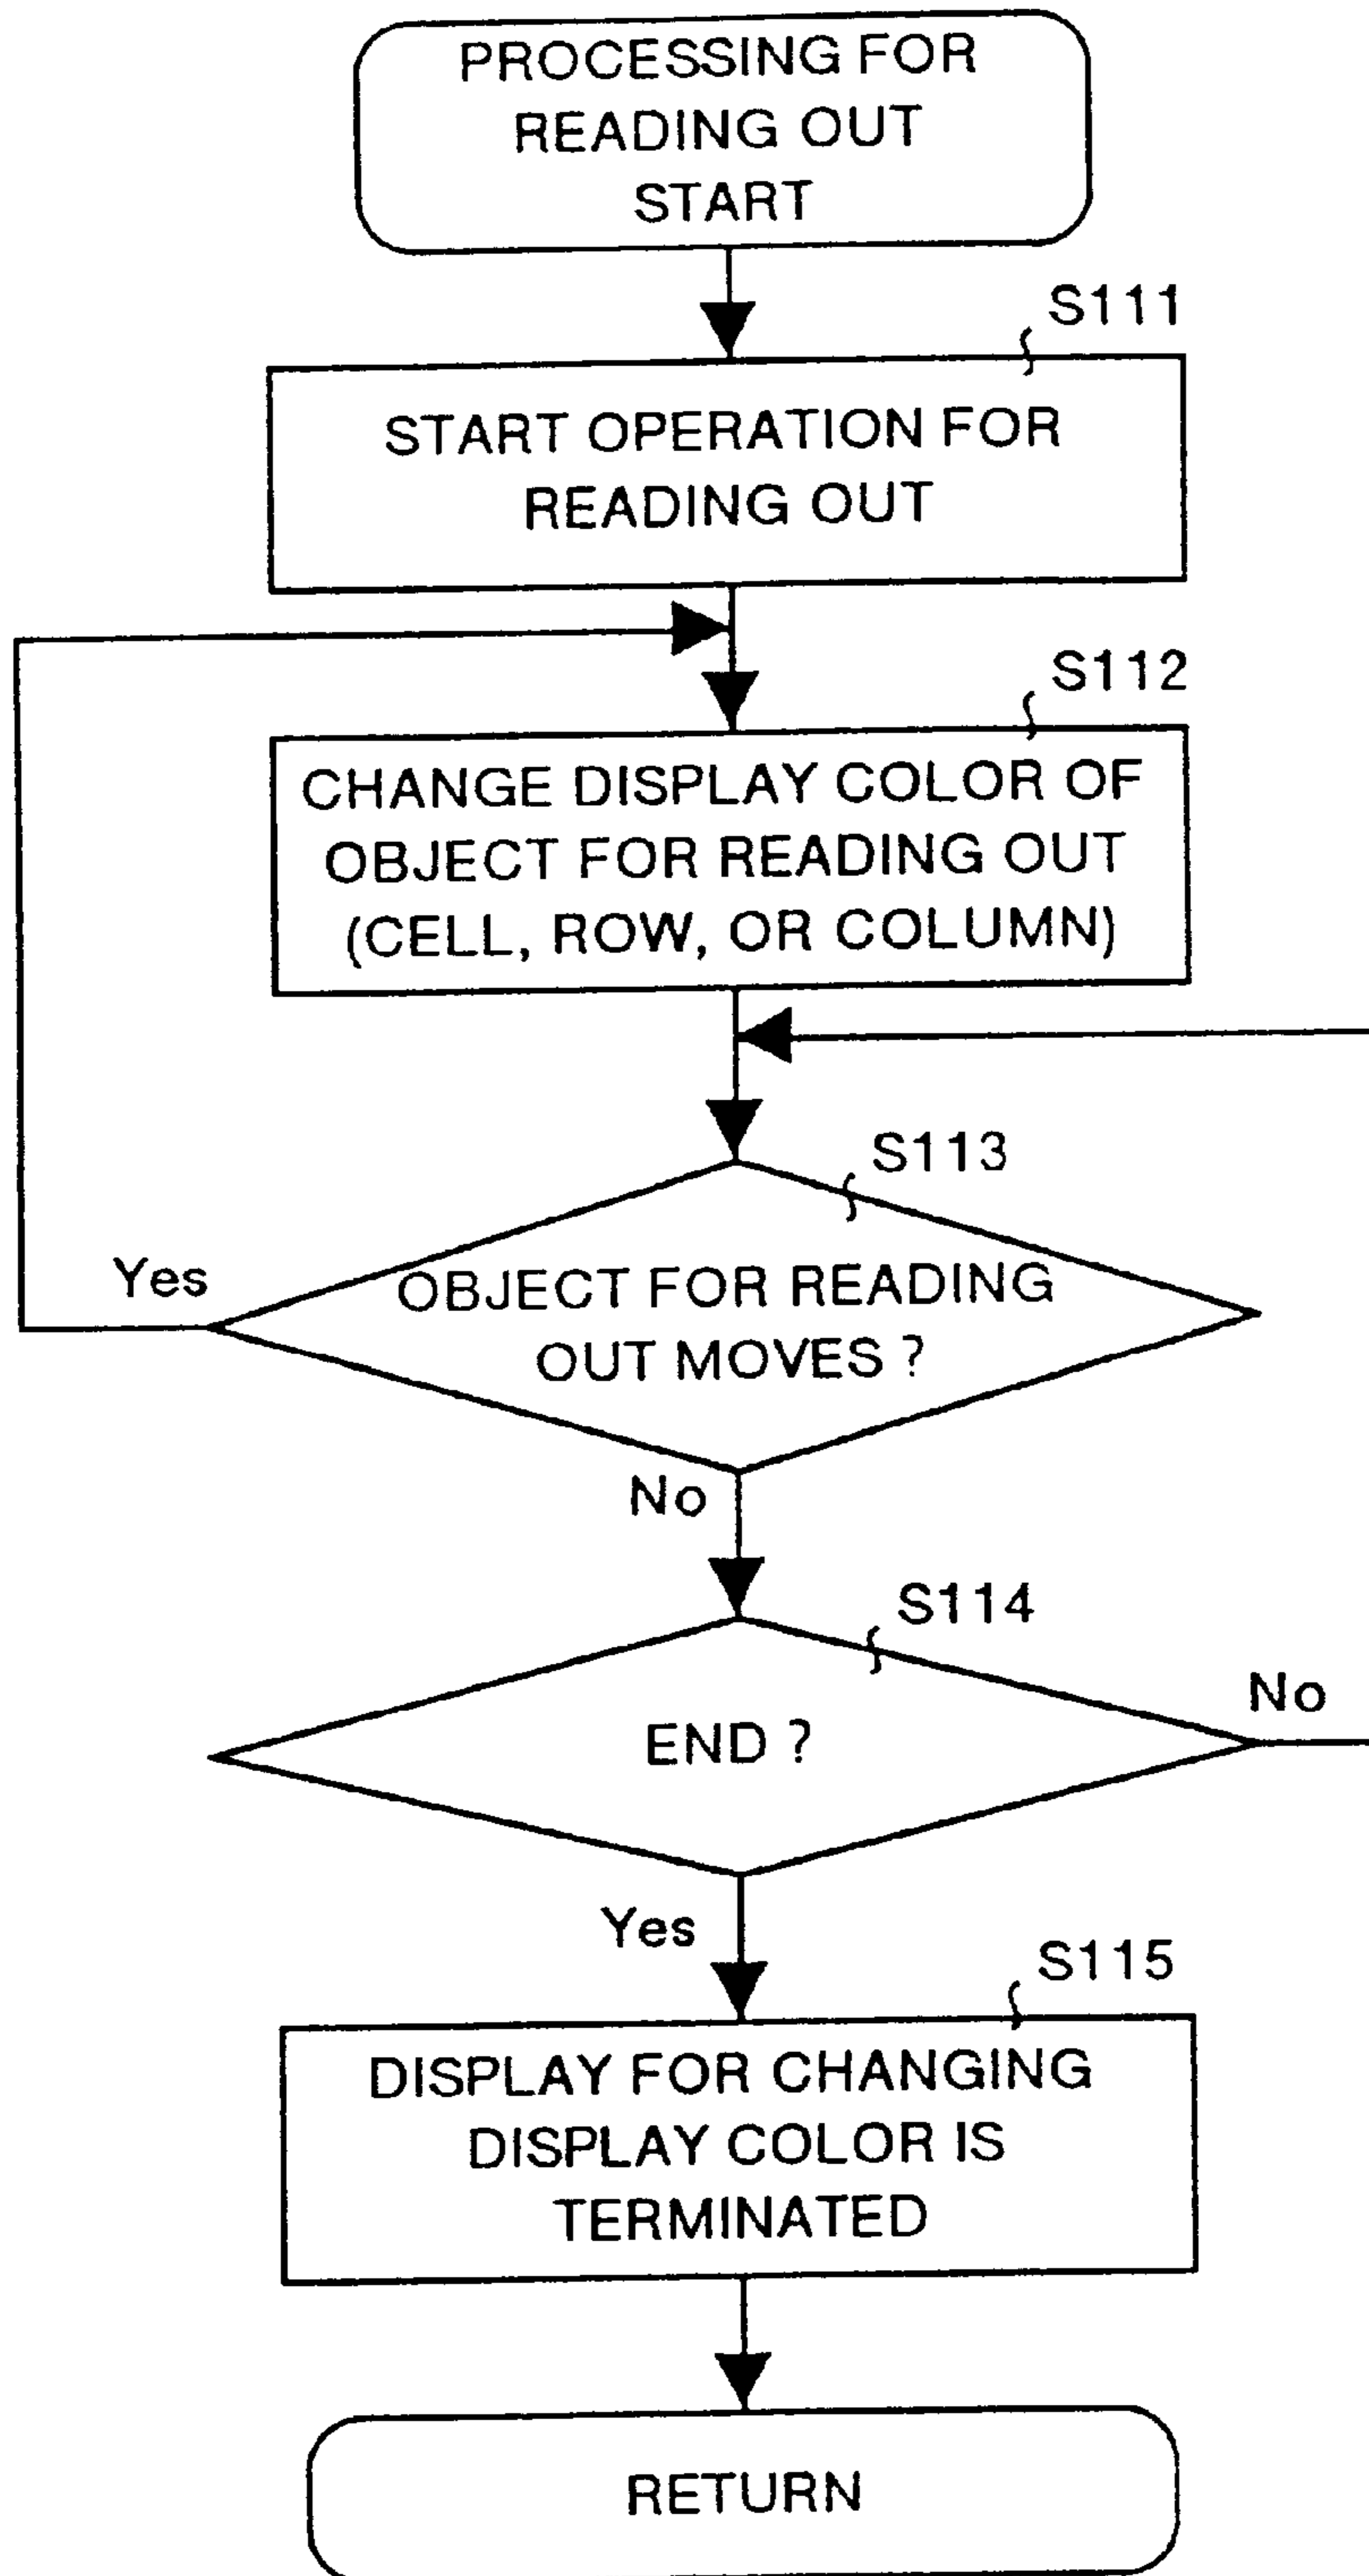 PROCESSING FOR
READING OUT
START
S111
START OPERATION FOR
READING OUT
S112
CHANGE DISPLAY COLOR OF
OBJECT FOR READING OUT
(CELL, ROW, OR COLUMN)
S113
Yes
OBJECT FOR READING
OUT MOVES ?
No
S114
No
END ?
Yes
S115
DISPLAY FOR CHANGING
DISPLAY COLOR IS
TERMINATED
RETURN